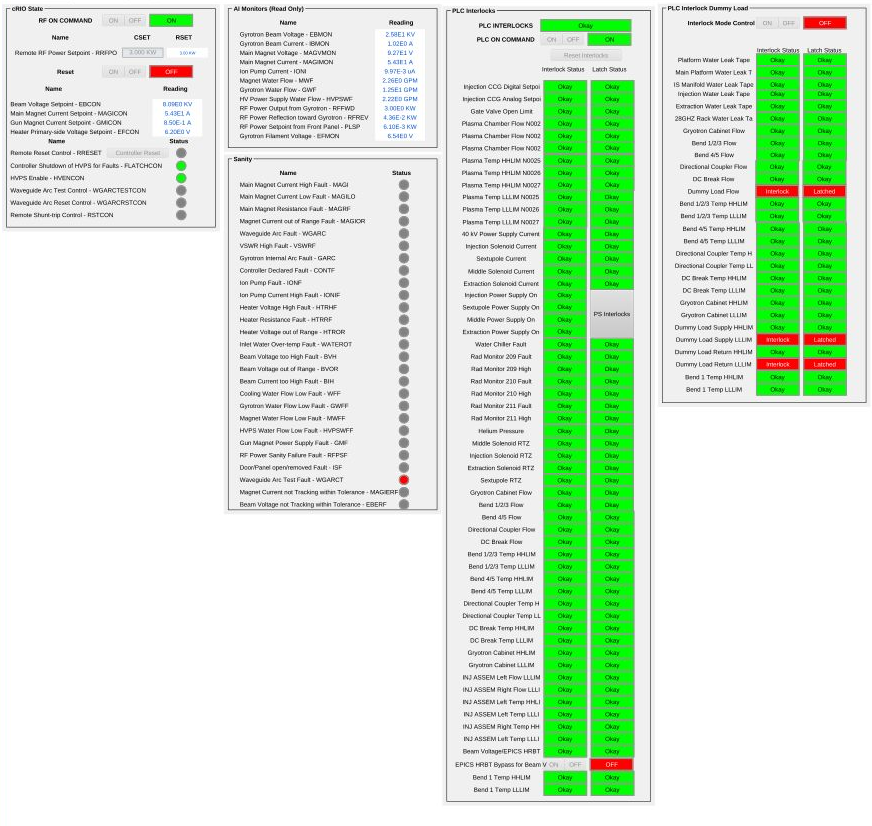 cRIO State
RF ON COMMAND ON OFF ON
Name CSET RSET
Remote RF Power Setpoint - RRFPO 3.000 KW 3.00 KW
Reset ON OFF OFF
Name Reading
Beam Voltage Setpoint - EBCON 8.09E0 KV
Main Magnet Current Setpoint - MAGICON 5.43E1 A
Gun Magnet Current Setpoint - GMICON 8.50E-1 A
Heater Primary-side Voltage Setpoint - EFCON 6.20E0 V
Name Status
Remote Reset Control - RRESET Controller Reset
Controller Shutdown of HVPS for Faults - FLATCHCON
HVPS Enable - HVENCON
Waveguide Arc Test Control - WGARCTESTCON
Waveguide Arc Reset Control - WGARCRSTCON
Remote Shunt-trip Control - RSTCON
AI Monitors (Read Only)
Name Reading
Gyrotron Beam Voltage - EBMON 2.58E1 KV
Gyrotron Beam Current - IBMON 1.02E0 A
Main Magnet Voltage - MAGVMON 9.27E1 V
Main Magnet Current - MAGIMON 5.43E1 A
Ion Pump Current - IONI 9.97E-3 uA
Magnet Water Flow - MWF 2.26E0 GPM
Gyrotron Water Flow - GWF 1.25E1 GPM
HV Power Supply Water Flow - HVPSWF 2.22E0 GPM
RF Power Output from Gyrotron - RFFWD 3.00E0 KW
RF Power Reflection toward Gyrotron - RFREV 4.36E-2 KW
RF Power Setpoint from Front Panel - PLSP 6.10E-3 KW
Gyrotron Filament Voltage - EFMON 6.54E0 V
Sanity
Name Status
Main Magnet Current High Fault - MAGI
Main Magnet Current Low Fault - MAGILO
Main Magnet Resistance Fault - MAGRF
Magnet Current out of Range Fault - MAGIOR
Waveguide Arc Fault - WGARC
VSWR High Fault - VSWRF
Gyrotron Internal Arc Fault - GARC
Controller Declared Fault - CONTF
Ion Pump Fault - IONF
Ion Pump Current High Fault - IONIF
Heater Voltage High Fault - HTRHF
Heater Resistance Fault - HTRRF
Heater Voltage out of Range - HTROR
Inlet Water Over-temp Fault - WATEROT
Beam Voltage too High Fault - BVH
Beam Voltage out of Range - BVOR
Beam Current too High Fault - BIH
Cooling Water Flow Low Fault - WFF
Gyrotron Water Flow Low Fault - GWFF
Magnet Water Flow Low Fault - MWFF
HVPS Water Flow Low Fault - HVPSWFF
Gun Magnet Power Supply Fault - GMF
RF Power Sanity Failure Fault - RFPSF
Door/Panel open/removed Fault - ISF
Waveguide Arc Test Fault - WGARCT
Magnet Current not Tracking within Tolerance - MAGIERF
Beam Voltage not Tracking within Tolerance - EBERF
PLC Interlocks
PLC INTERLOCKS Okay
PLC ON COMMAND ON OFF ON
Reset Interlocks
Interlock Status Latch Status
Injection CCG Digital Setpoi Okay Okay
Injection CCG Analog Setpoi Okay Okay
Gate Valve Open Limit Okay Okay
Plasma Chamber Flow N002 Okay Okay
Plasma Chamber Flow N002 Okay Okay
Plasma Chamber Flow N002 Okay Okay
Plasma Temp HHLIM N0025 Okay Okay
Plasma Temp HHLIM N0026 Okay Okay
Plasma Temp HHLIM N0027 Okay Okay
Plasma Temp LLLIM N0025 Okay Okay
Plasma Temp LLLIM N0026 Okay Okay
Plasma Temp LLLIM N0027 Okay Okay
40 kV Power Supply Current Okay Okay
Injection Solenoid Current Okay Okay
Sextupole Current Okay Okay
Middle Solenoid Current Okay Okay
Extraction Solenoid Current Okay Okay
Injection Power Supply On Okay
Sextupole Power Supply On Okay
PS Interlocks
Middle Power Supply On Okay
Extraction Power Supply On Okay
Water Chiller Fault Okay Okay
Rad Monitor 209 Fault Okay Okay
Rad Monitor 209 High Okay Okay
Rad Monitor 210 Fault Okay Okay
Rad Monitor 210 High Okay Okay
Rad Monitor 211 Fault Okay Okay
Rad Monitor 211 High Okay Okay
Helium Pressure Okay Okay
Middle Solenoid RTZ Okay Okay
Injection Solenoid RTZ Okay Okay
Extraction Solenoid RTZ Okay Okay
Sextupole RTZ Okay Okay
Gryotron Cabinet Flow Okay Okay
Bend 1/2/3 Flow Okay Okay
Bend 4/5 Flow Okay Okay
Directional Coupler Flow Okay Okay
DC Break Flow Okay Okay
Bend 1/2/3 Temp HHLIM Okay Okay
Bend 1/2/3 Temp LLLIM Okay Okay
Bend 4/5 Temp HHLIM Okay Okay
Bend 4/5 Temp LLLIM Okay Okay
Directional Coupler Temp H Okay Okay
Directional Coupler Temp LL Okay Okay
DC Break Temp HHLIM Okay Okay
DC Break Temp LLLIM Okay Okay
Gryotron Cabinet HHLIM Okay Okay
Gryotron Cabinet LLLIM Okay Okay
INJ ASSEM Left Flow LLLIM Okay Okay
INJ ASSEM Right Flow LLLI Okay Okay
INJ ASSEM Left Temp HHLI Okay Okay
INJ ASSEM Left Temp LLLI Okay Okay
INJ ASSEM Right Temp HH Okay Okay
INJ ASSEM Left Temp LLLI Okay Okay
Beam Voltage/EPICS HRBT Okay Okay
EPICS HRBT Bypass for Beam V ON OFF OFF
Bend 1 Temp HHLIM Okay Okay
Bend 1 Temp LLLIM Okay Okay
PLC Interlock Dummy Load
Interlock Mode Control ON OFF OFF
Interlock Status Latch Status
Platform Water Leak Tape Okay Okay
Main Platform Water Leak T Okay Okay
IS Manifold Water Leak Tape Okay Okay
Injection Water Leak Tape Okay Okay
Extraction Water Leak Tape Okay Okay
28GHZ Rack Water Leak Ta Okay Okay
Gryotron Cabinet Flow Okay Okay
Bend 1/2/3 Flow Okay Okay
Bend 4/5 Flow Okay Okay
Directional Coupler Flow Okay Okay
DC Break Flow Okay Okay
Dummy Load Flow Interlock Latched
Bend 1/2/3 Temp HHLIM Okay Okay
Bend 1/2/3 Temp LLLIM Okay Okay
Bend 4/5 Temp HHLIM Okay Okay
Bend 4/5 Temp LLLIM Okay Okay
Directional Coupler Temp H Okay Okay
Directional Coupler Temp LL Okay Okay
DC Break Temp HHLIM Okay Okay
DC Break Temp LLLIM Okay Okay
Gryotron Cabinet HHLIM Okay Okay
Gryotron Cabinet LLLIM Okay Okay
Dummy Load Supply HHLIM Okay Okay
Dummy Load Supply LLLIM Interlock Latched
Dummy Load Return HHLIM Okay Okay
Dummy Load Return LLLIM Interlock Latched
Bend 1 Temp HHLIM Okay Okay
Bend 1 Temp LLLIM Okay Okay